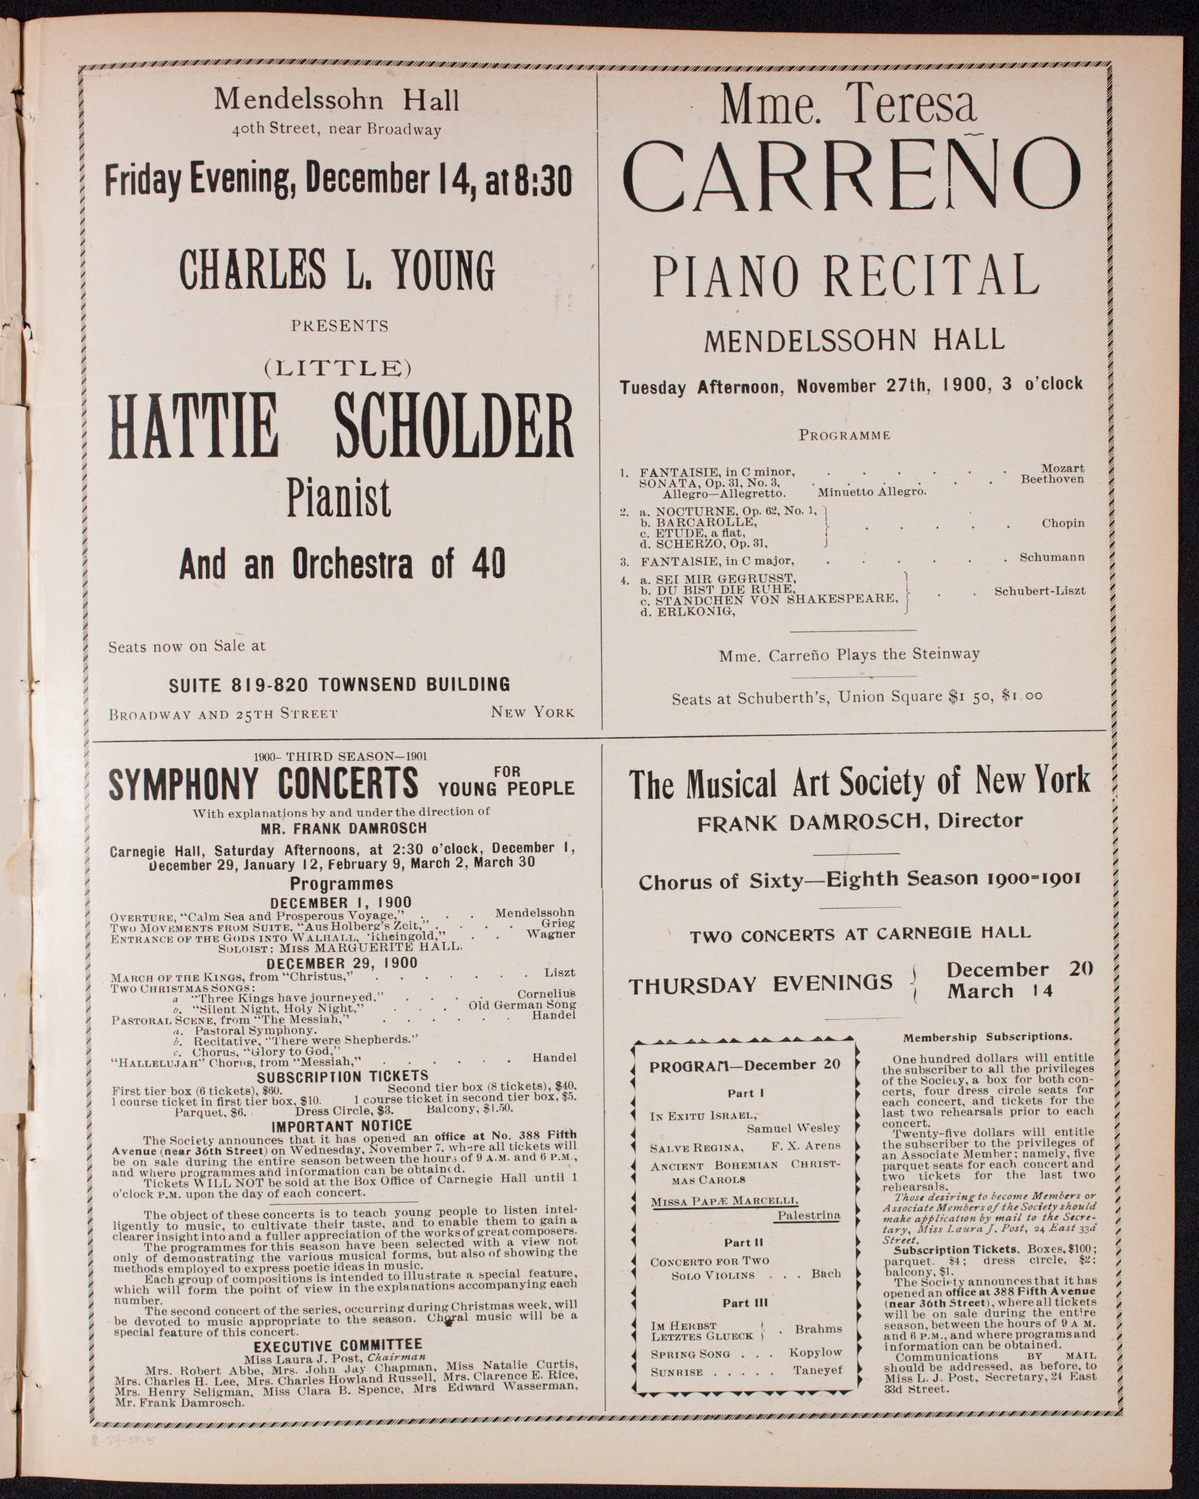 Mendelssohn Hall
40th Street, near Broadway
Friday Evening, December 14, at 8:30
CHARLES L. YOUNG
PRESENTS
(LITTLE)
HATTIE SCHOLDER
Pianist
And an Orchestra of 40
Seats now on Sale at
SUITE 819-820 TOWNSEND BUILDING
BROADWAY AND 25TH STREET NEW YORK
Mme. Teresa
CARREÑO
PIANO RECITAL
MENDELSSOHN HALL
Tuesday Afternoon, November 27th, 1900, 3 o'clock
PROGRAMME
1. FANTAISIE, in C minor, . . . . . . Mozart
SONATA, Op. 31, No. 3, . . . . . . Beethoven
Allegro—Allegretto. Minuetto Allegro.
2. a. NOCTURNE, Op. 62, No. 1,
b. BARCAROLLE, . . . . . Chopin
c. ETUDE, a flat,
d. SCHERZO, Op. 31,
3. FANTAISIE, in C major, . . . . . . Schumann
4. a. SEI MIR GEGRUSST,
b. DU BIST DIE RUHE, . . Schubert-Liszt
c. STANDCHEN VON SHAKESPEARE,
d. ERLKONIG,
Mme. Carreño Plays the Steinway
Seats at Schuberth's, Union Square $1 50, $1.00
1900- THIRD SEASON—1901
SYMPHONY CONCERTS FOR YOUNG PEOPLE
With explanations by and under the direction of
MR. FRANK DAMROSCH
Carnegie Hall, Saturday Afternoons, at 2:30 o'clock, December 1,
December 29, January 12, February 9, March 2, March 30
Programmes
DECEMBER 1, 1900
OVERTURE, "Calm Sea and Prosperous Voyage," . . . Mendelssohn
TWO MOVEMENTS FROM SUITE, "Aus Holberg's Zeit," . . . . Grieg
ENTRANCE OF THE GODS INTO WALHALL, 'Rheingold," . . Wagner
SOLOIST: MISS MARGUERITE HALL.
DECEMBER 29, 1900
MARCH OF THE KINGS, from "Christus," . . . . . . Liszt
TWO CHRISTMAS SONGS:
a "Three Kings have journeyed," . . . . Cornelius
b. "Silent Night, Holy Night," . . . Old German Song
PASTORAL SCENE, from "The Messiah," . . . . . . Handel
a. Pastoral Symphony.
b. Recitative, "There were Shepherds."
c. Chorus, "Glory to God,"
"HALLELUJAH" Chorus, from "Messiah," . . . . . . Handel
SUBSCRIPTION TICKETS
First tier box (6 tickets), $60. Second tier box (8 tickets), $40.
1 course ticket in first tier box, $10. 1 course ticket in second tier box, $5.
Parquet, $6. Dress Circle, $3. Balcony, $1.50.
IMPORTANT NOTICE
The Society announces that it has opened an office at No. 388 Fifth
Avenue (near 36th Street) on Wednesday, November 7, where all tickets will
be on sale during the entire season between the hours of 9 A.M. and 6 P.M.,
and where programmes and information can be obtained.
Tickets WILL NOT be sold at the Box Office of Carnegie Hall until 1
o'clock P.M. upon the day of each concert.
The object of these concerts is to teach young people to listen intel-
ligently to music, to cultivate their taste, and to enable them to gain a
clearer insight into and a fuller appreciation of the works of great composers.
The programmes for this season have been selected with a view not
only of demonstrating the various musical forms, but also of showing the
methods employed to express poetic ideas in music.
Each group of compositions is intended to illustrate a special feature,
which will form the point of view in the explanations accompanying each
number.
The second concert of the series, occurring during Christmas week, will
be devoted to music appropriate to the season. Choral music will be a
special feature of this concert.
EXECUTIVE COMMITTEE
Miss Laura J. Post, Chairman
Mrs. Robert Abbe, Mrs. John Jay Chapman, Miss Natalie Curtis,
Mrs. Charles H. Lee, Mrs. Charles Howland Russell, Mrs. Clarence E. Rice,
Mrs. Henry Seligman, Miss Clara B. Spence, Mrs Edward Wasserman,
Mr. Frank Damrosch.
The Musical Art Society of New York
FRANK DAMROSCH, Director
Chorus of Sixty—Eighth Season 1900=1901
TWO CONCERTS AT CARNEGIE HALL
THURSDAY EVENINGS December 20
March 14
PROGRAM—December 20
Part I
IN EXITU ISRAEL,
Samuel Wesley
SALVE REGINA, F. X. Arens
ANCIENT BOHEMIAN CHRIST-
MAS CAROLS
MISSA PAPÆ MARCELLI,
Palestrina
Part II
CONCERTO FOR TWO
SOLO VIOLINS . . . Bach
Part III
IM HERBST
LETZTES GLUECK . Brahms
SPRING SONG . . . Kopylow
SUNRISE . . . . . Taneyef
Membership Subscriptions.
One hundred dollars will entitle
the subscriber to all the privileges
of the Society, a box for both con-
certs, four dress circle seats for
each concert, and tickets for the
last two rehearsals prior to each
concert.
Twenty-five dollars will entitle
the subscriber to the privileges of
an Associate Member; namely, five
parquet seats for each concert and
two tickets for the last two
rehearsals.
Those desiring to become Members or
Associate Members of the Society should
make application by mail to the Secre-
tary, Miss Laura J. Post, 24 East 33d
Street.
Subscription Tickets. Boxes, $100;
parquet. $4; dress circle, $2;
balcony, $1.
The Society announces that it has
opened an office at 388 Fifth Avenue
(near 36th Street), where all tickets
will be on sale during the entire
season, between the hours of 9 A M.
and 6 P.M., and where programs and
information can be obtained.
Communications BY MAIL
should be addressed, as before, to
Miss L. J. Post, Secretary, 24 East
33d Street.